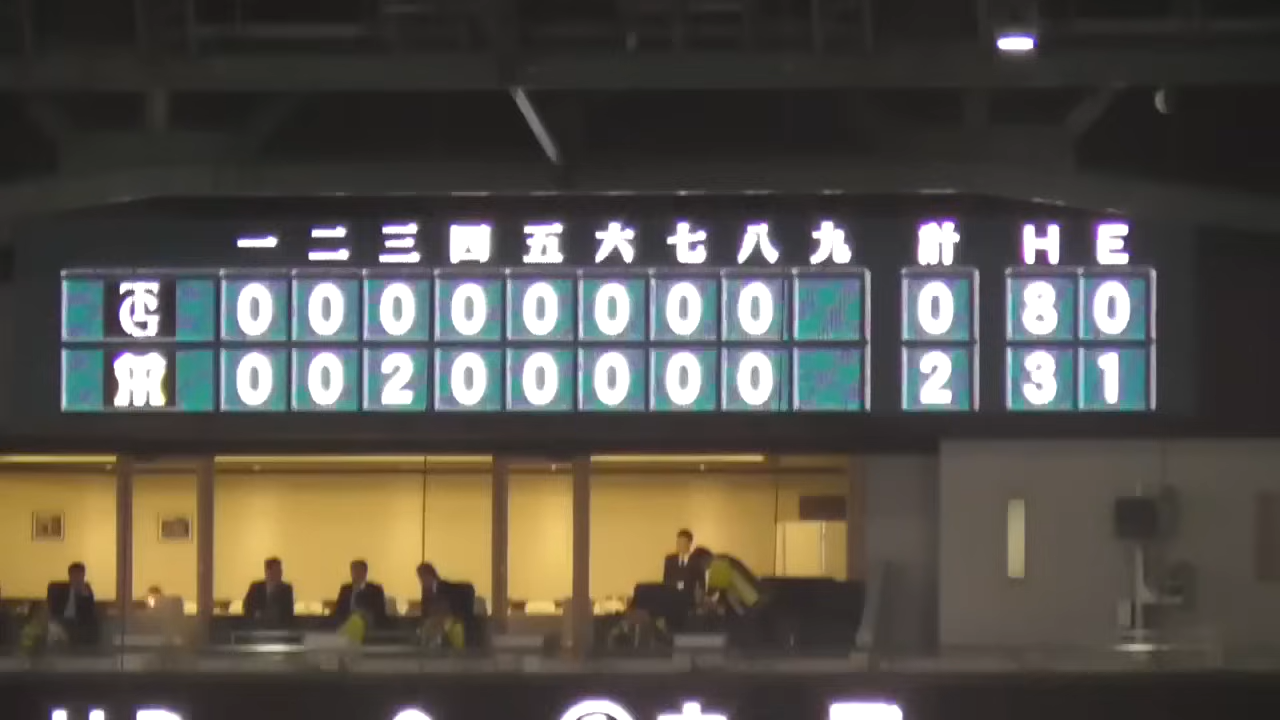 一 二 三 四 五 六 七 八 九 計 H E
TG 0 0 0 0 0 0 0 0 0 8 0
M 0 0 2 0 0 0 0 0 2 3 1